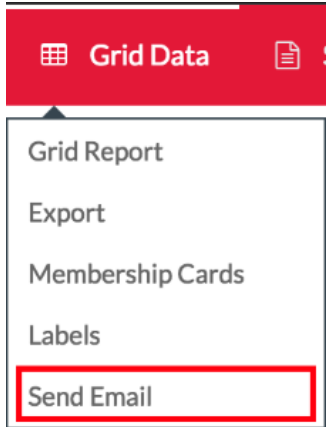 Grid Data
Grid Report
Export
Membership Cards
Labels
Send Email